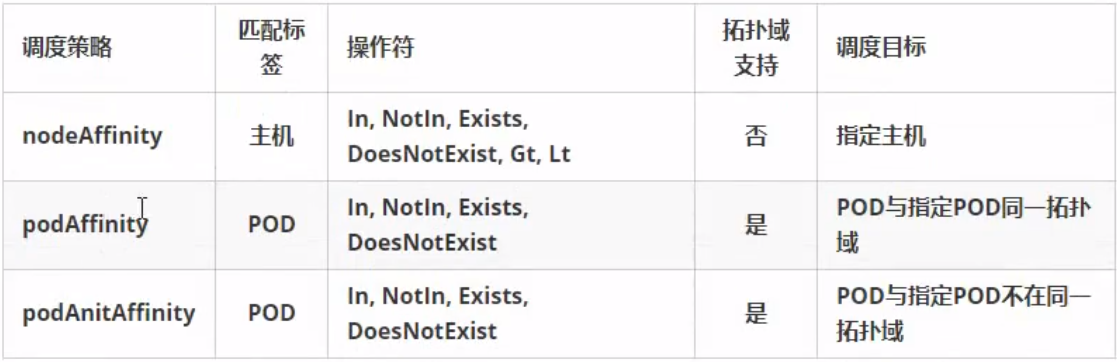 调度策略
匹配标
签
操作符
拓扑域
支持
调度目标
nodeAffinity
主机
In, NotIn, Exists,
DoesNotExist, Gt, Lt
否
指定主机
podAffinity
POD
In, NotIn, Exists,
DoesNotExist
是
POD与指定POD同一拓扑
域
podAnitAffinity
POD
In, NotIn, Exists,
DoesNotExist
是
POD与指定POD不在同一
拓扑域